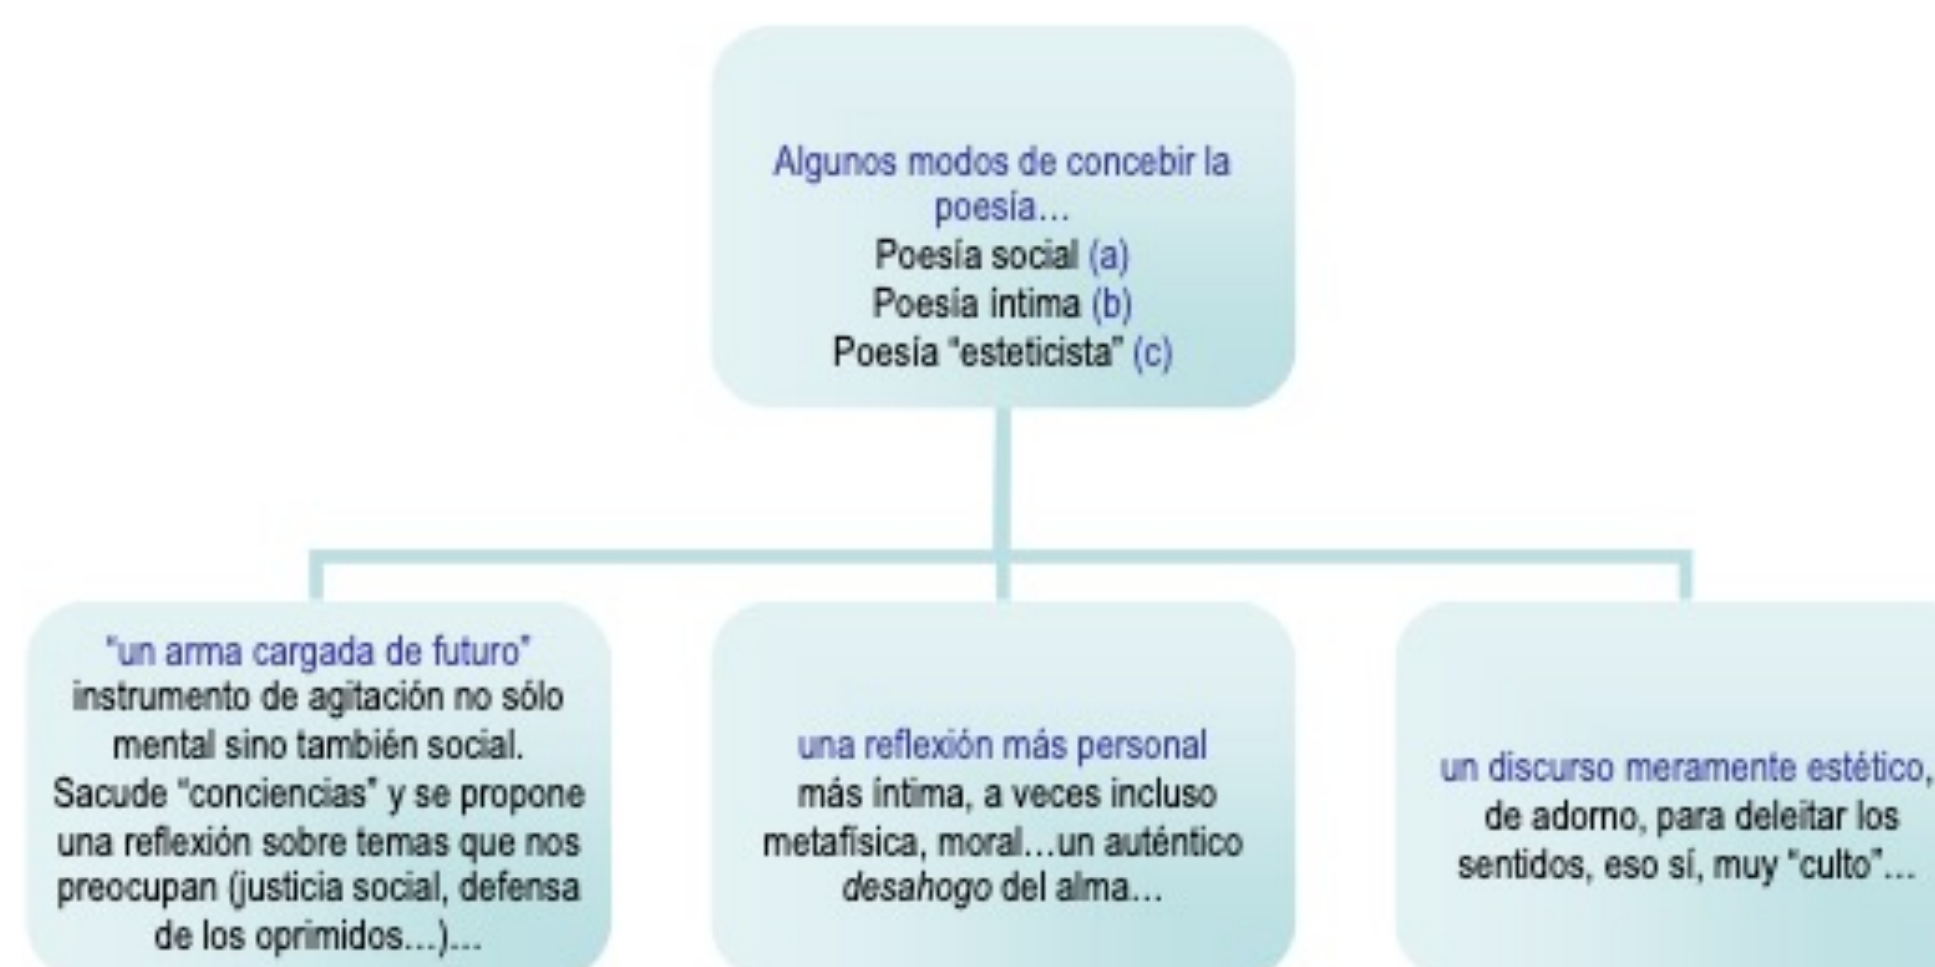 Algunos modos de concebir la
poesía...
Poesía social (a)
Poesía íntima (b)
Poesía “esteticista” (c)
“un arma cargada de futuro”
instrumento de agitación no sólo
mental sino también social.
Sacude “conciencias” y se propone
una reflexión sobre temas que nos
preocupan (justicia social, defensa
de los oprimidos...)...
una reflexión más personal
más íntima, a veces incluso
metafísica, moral...un auténtico
desahogo del alma...
un discurso meramente estético,
de adorno, para deleitar los
sentidos, eso sí, muy “culto”...